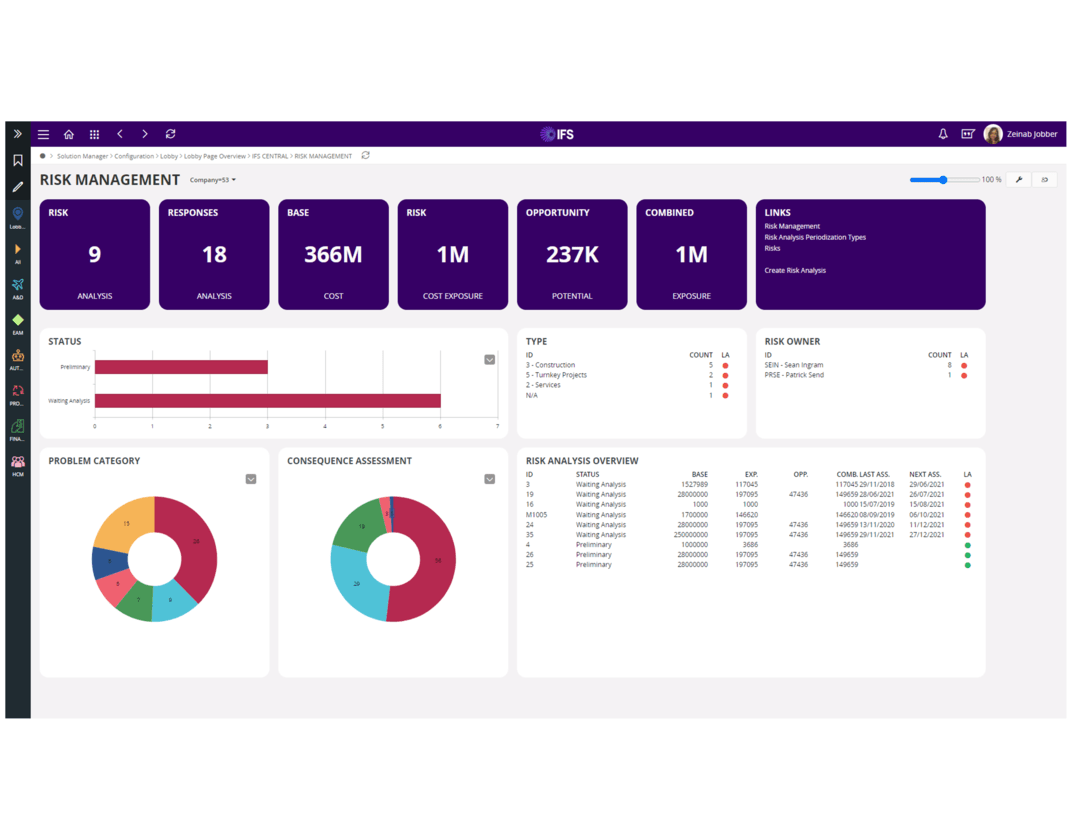 IFS
Zeinab Jobber
Solution Manager > Configuration > Lobby > Lobby Page Overview > IFS CENTRAL > RISK MANAGEMENT
RISK MANAGEMENT Company=53
100 %
Lobb...
AI
A&D
EAM
AUT...
PRO...
FINA...
HCM
RISK
9
ANALYSIS
RESPONSES
18
ANALYSIS
BASE
366M
COST
RISK
1M
COST EXPOSURE
OPPORTUNITY
237K
POTENTIAL
COMBINED
1M
EXPOSURE
LINKS
Risk Management
Risk Analysis Periodization Types
Risks
Create Risk Analysis
STATUS
Preliminary
Waiting Analysis
0 1 2 3 4 5 6 7
TYPE
ID COUNT LA
3 - Construction 5
5 - Turnkey Projects 2
2 - Services 1
N/A 1
RISK OWNER
ID COUNT LA
SEIN - Sean Ingram 8
PRSE - Patrick Send 1
PROBLEM CATEGORY
15
9
7
CONSEQUENCE ASSESSMENT
29
RISK ANALYSIS OVERVIEW
ID STATUS BASE EXP. OPP. COMB. LAST ASS. NEXT ASS. LA
3 Waiting Analysis 1527989 117045 117045 29/11/2018 29/06/2021
19 Waiting Analysis 28000000 197095 47436 149659 28/06/2021 26/07/2021
16 Waiting Analysis 1000 1000 1000 15/07/2019 15/08/2021
M1005 Waiting Analysis 1700000 146620 146620 08/09/2019 06/10/2021
24 Waiting Analysis 28000000 197095 47436 149659 13/11/2020 11/12/2021
35 Waiting Analysis 250000000 197095 47436 149659 29/11/2021 27/12/2021
4 Preliminary 1000000 3686 3686
26 Preliminary 28000000 197095 47436 149659
25 Preliminary 28000000 197095 47436 149659